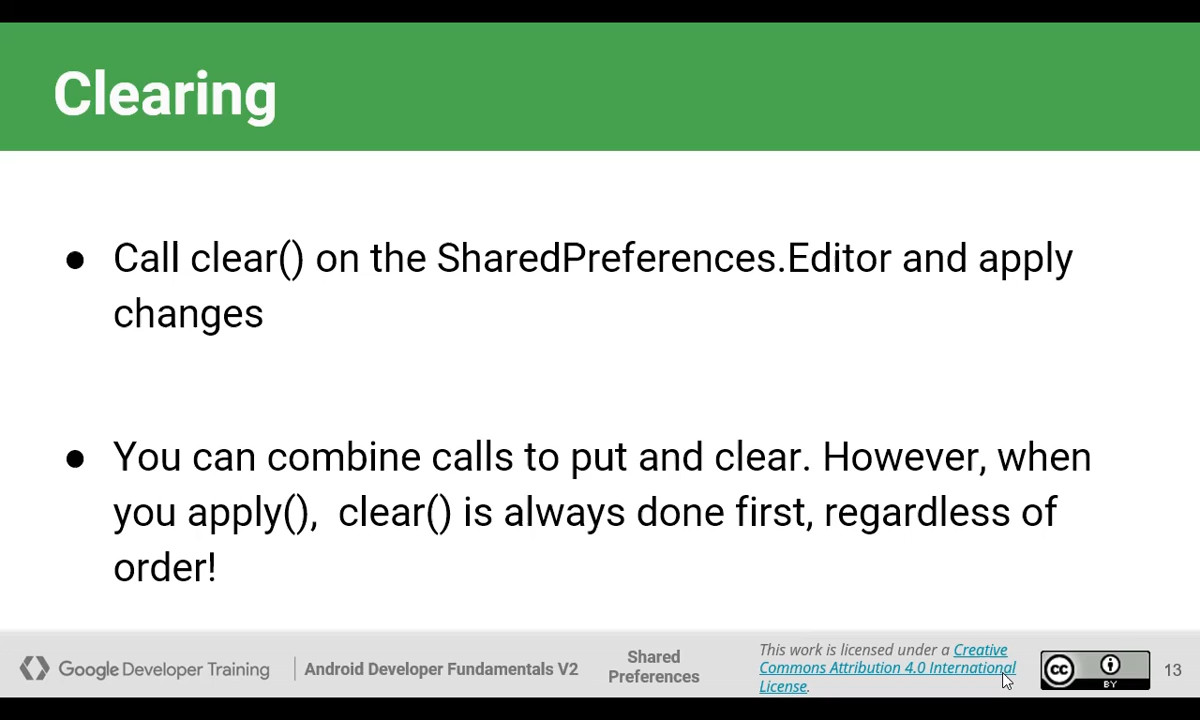 Clearing
● Call clear() on the SharedPreferences.Editor and apply
changes
● You can combine calls to put and clear. However, when
you apply(),  clear() is always done first, regardless of
order!
Google Developer Training
Android Developer Fundamentals V2
Shared
Preferences
This work is licensed under a Creative
Commons Attribution 4.0 International
License.
cc
BY
13